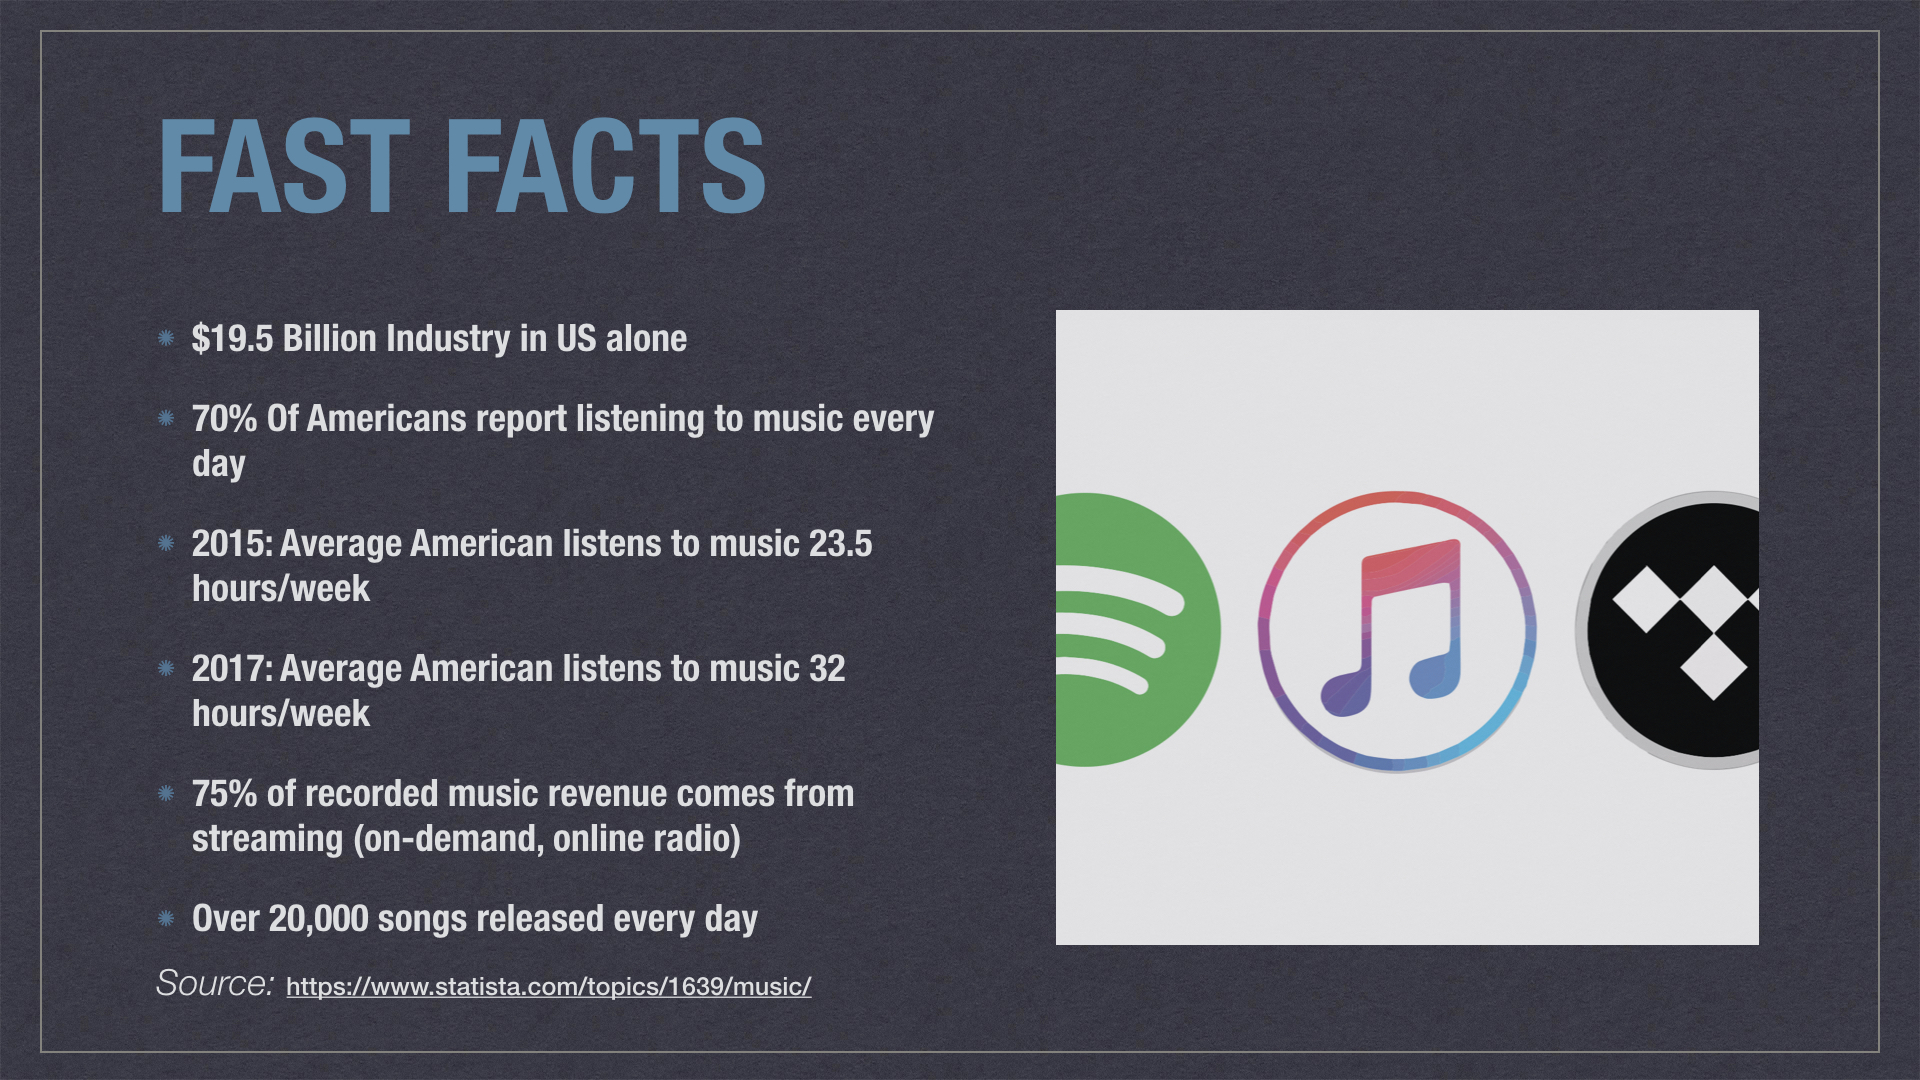 FAST FACTS
$19.5 Billion Industry in US alone
70% Of Americans report listening to music every
day
2015: Average American listens to music 23.5
hours/week
2017: Average American listens to music 32
hours/week
75% of recorded music revenue comes from
streaming (on-demand, online radio)
Over 20,000 songs released every day
Source: https://www.statista.com/topics/1639/music/